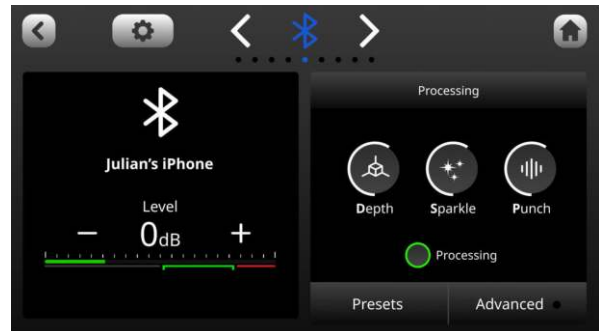 Processing
Julian's iPhone
Level
0dB
Depth Sparkle Punch
Processing
Presets Advanced